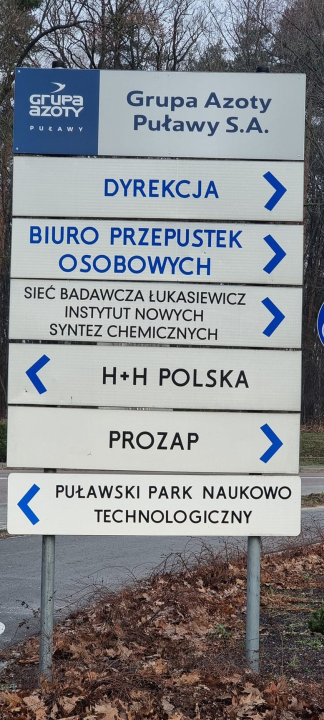 grupa
azoty
PUŁAWY
Grupa Azoty
Puławy S.A.
DYREKCJA
BIURO PRZEPUSTEK
OSOBOWYCH
SIEĆ BADAWCZA ŁUKASIEWICZ
INSTYTUT NOWYCH
SYNTEZ CHEMICZNYCH
H+H POLSKA
PROZAP
PUŁAWSKI PARK NAUKOWO
TECHNOLOGICZNY